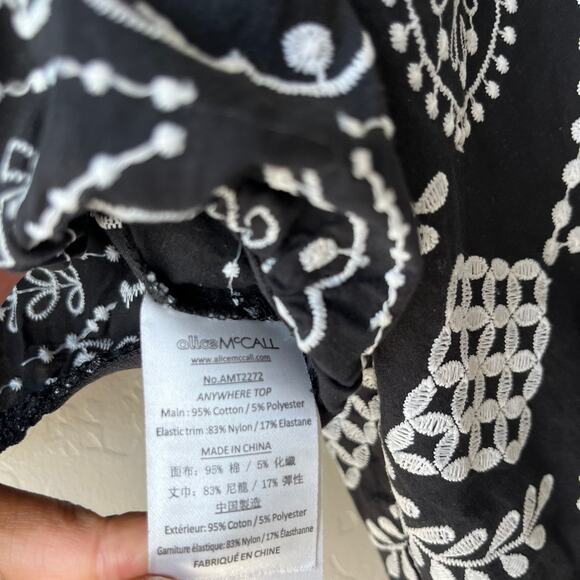 alice McCALL
www.alicemccall.com
No.AMT2272
ANYWHERE TOP
Main : 95% Cotton / 5% Polyester
Elastic trim : 83% Nylon / 17% Elastane
MADE IN CHINA
面布: 95% 棉 / 5% 化纖
丈巾: 83% 尼龍 / 17% 彈性
中国製造
Extérieur: 95% Coton / 5% Polyester
Garniture élastique: 83% Nylon / 17% Élasthanne
FABRIQUÉ EN CHINE